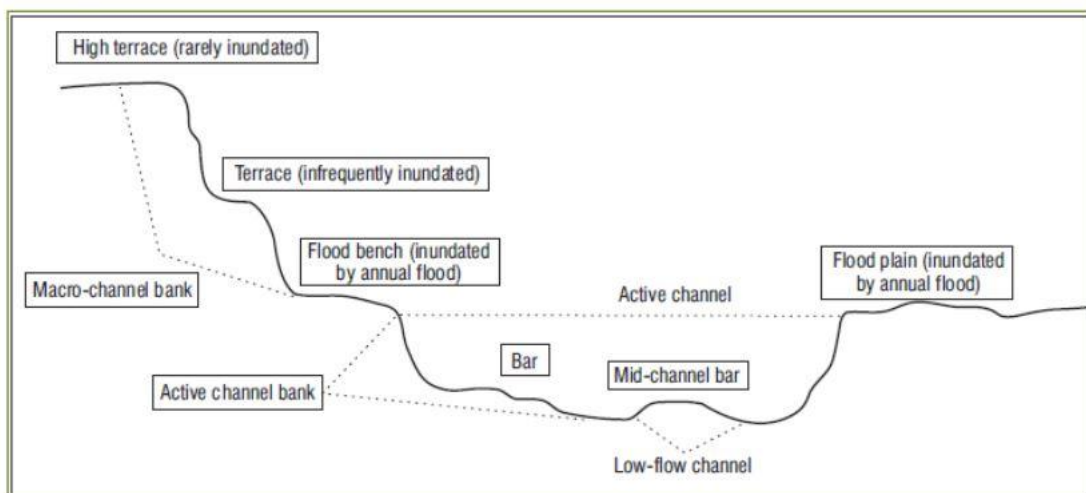 High terrace (rarely inundated)
Terrace (infrequently inundated)
Flood bench (inundated
by annual flood)
Flood plain (inundated
by annual flood)
Macro-channel bank
Active channel
Bar
Mid-channel bar
Active channel bank
Low-flow channel